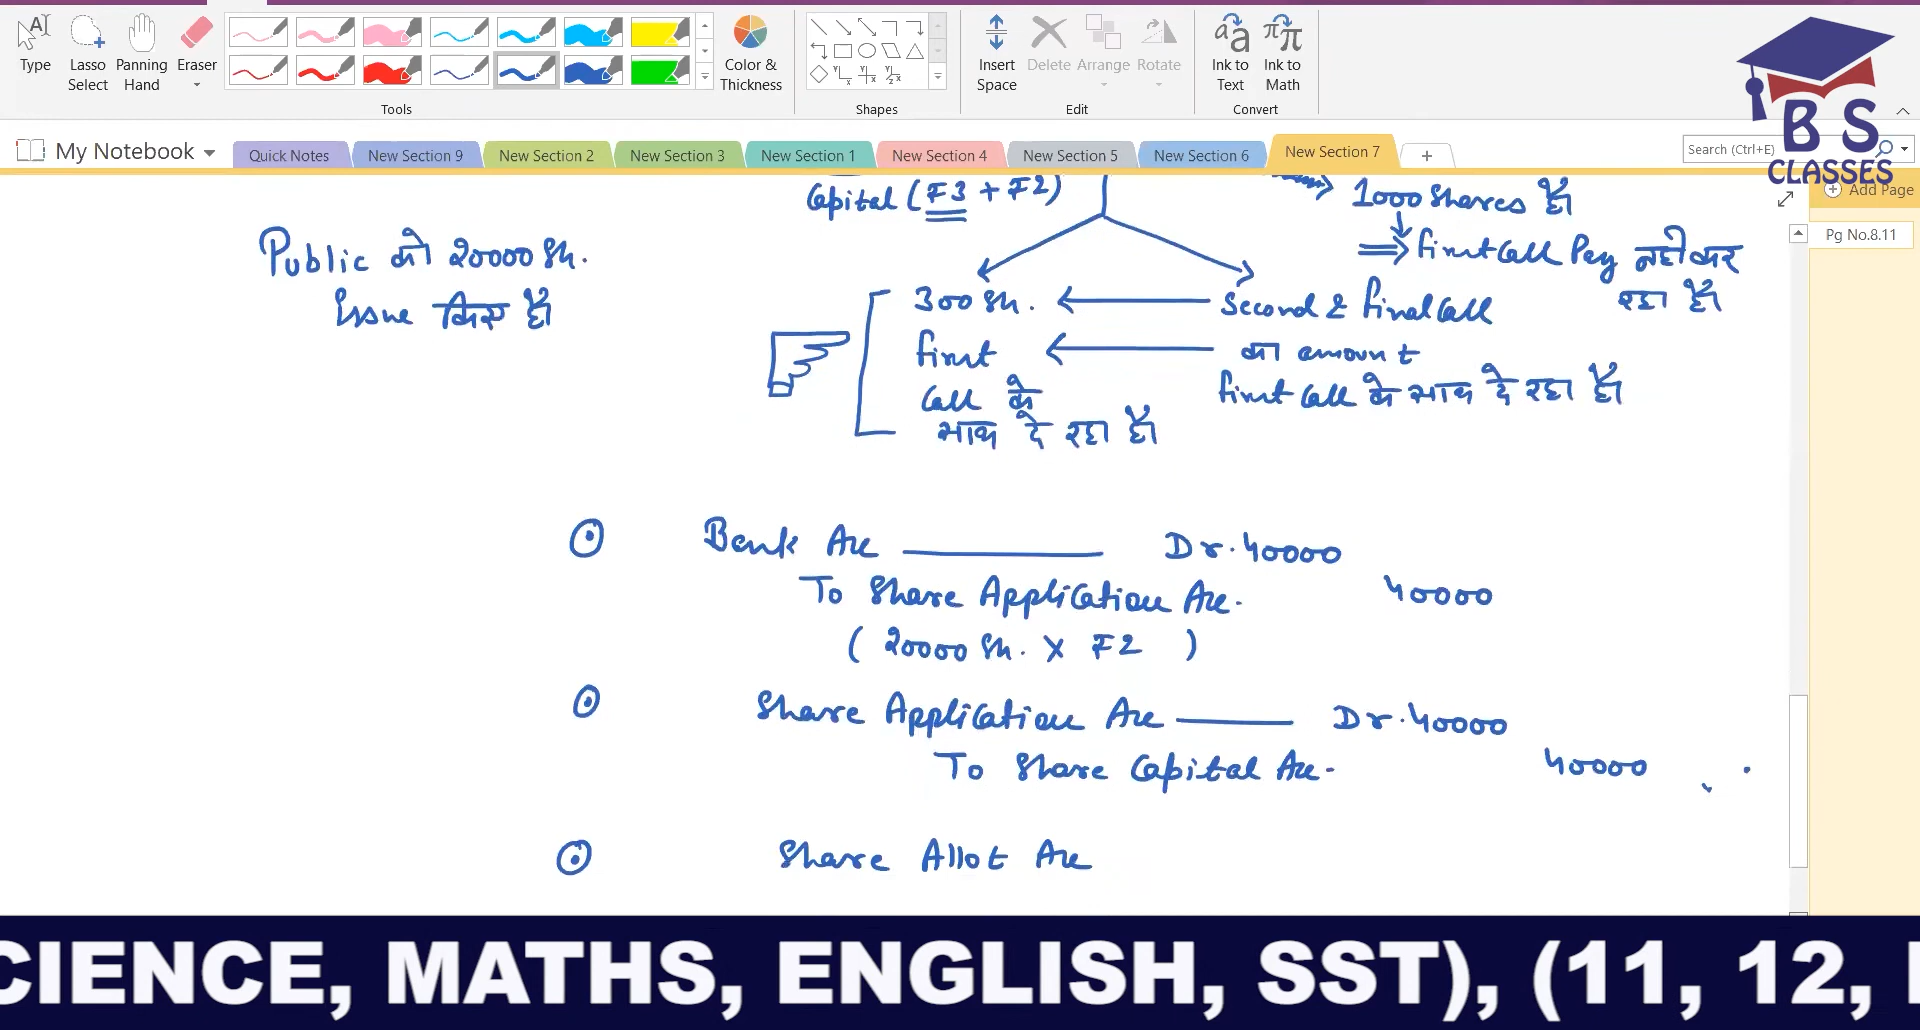 Type
Lasso Select
Panning Hand
Eraser
Tools
Color & Thickness
Shapes
Insert Space
Delete
Arrange
Rotate
Edit
Ink to Text
Ink to Math
Convert
B S
CLASSES
My Notebook
Quick Notes
New Section 9
New Section 2
New Section 3
New Section 1
New Section 4
New Section 5
New Section 6
New Section 7
Search (Ctrl+E)
Add Page
Pg No.8.11
Capital (₹3 + ₹2)
1000 Shares है
Public को 20000 Sh.
Issue किए है
first Call Pay नहीं कर
रहा है
300 Sh. ← Second & final Call
first ← का amount
Call के first Call के साथ दे रहा है
साथ दे रहा है
Bank A/c Dr. 40000
To Share Application A/c. 40000
(20000 Sh. X ₹2)
Share Application A/c Dr. 40000
To Share Capital A/c - 40000
Share Allot A/c
CIENCE, MATHS, ENGLISH, SST), (11, 12,